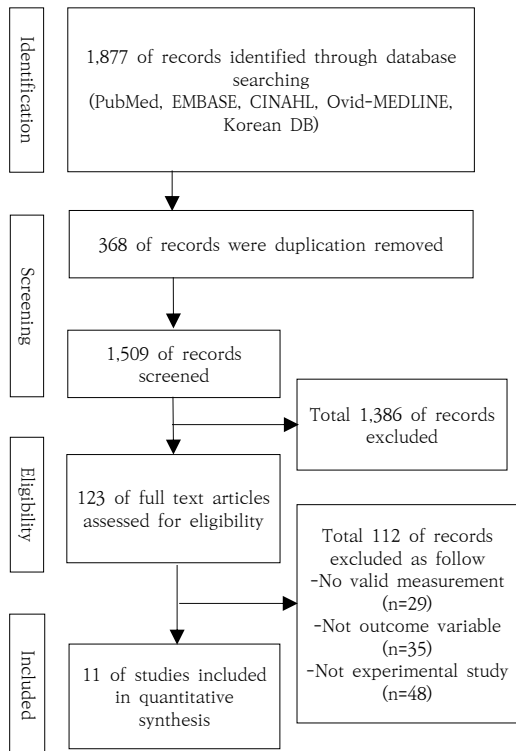 Identification
1,877 of records identified through database
searching
(PubMed, EMBASE, CINAHL, Ovid-MEDLINE,
Korean DB)
Screening
368 of records were duplication removed
1,509 of records
screened
Total 1,386 of records
excluded
Eligibility
123 of full text articles
assessed for eligibility
Total 112 of records
excluded as follow
-No valid measurement
(n=29)
-Not outcome variable
(n=35)
-Not experimental study
(n=48)
Included
11 of studies included
in quantitative
synthesis